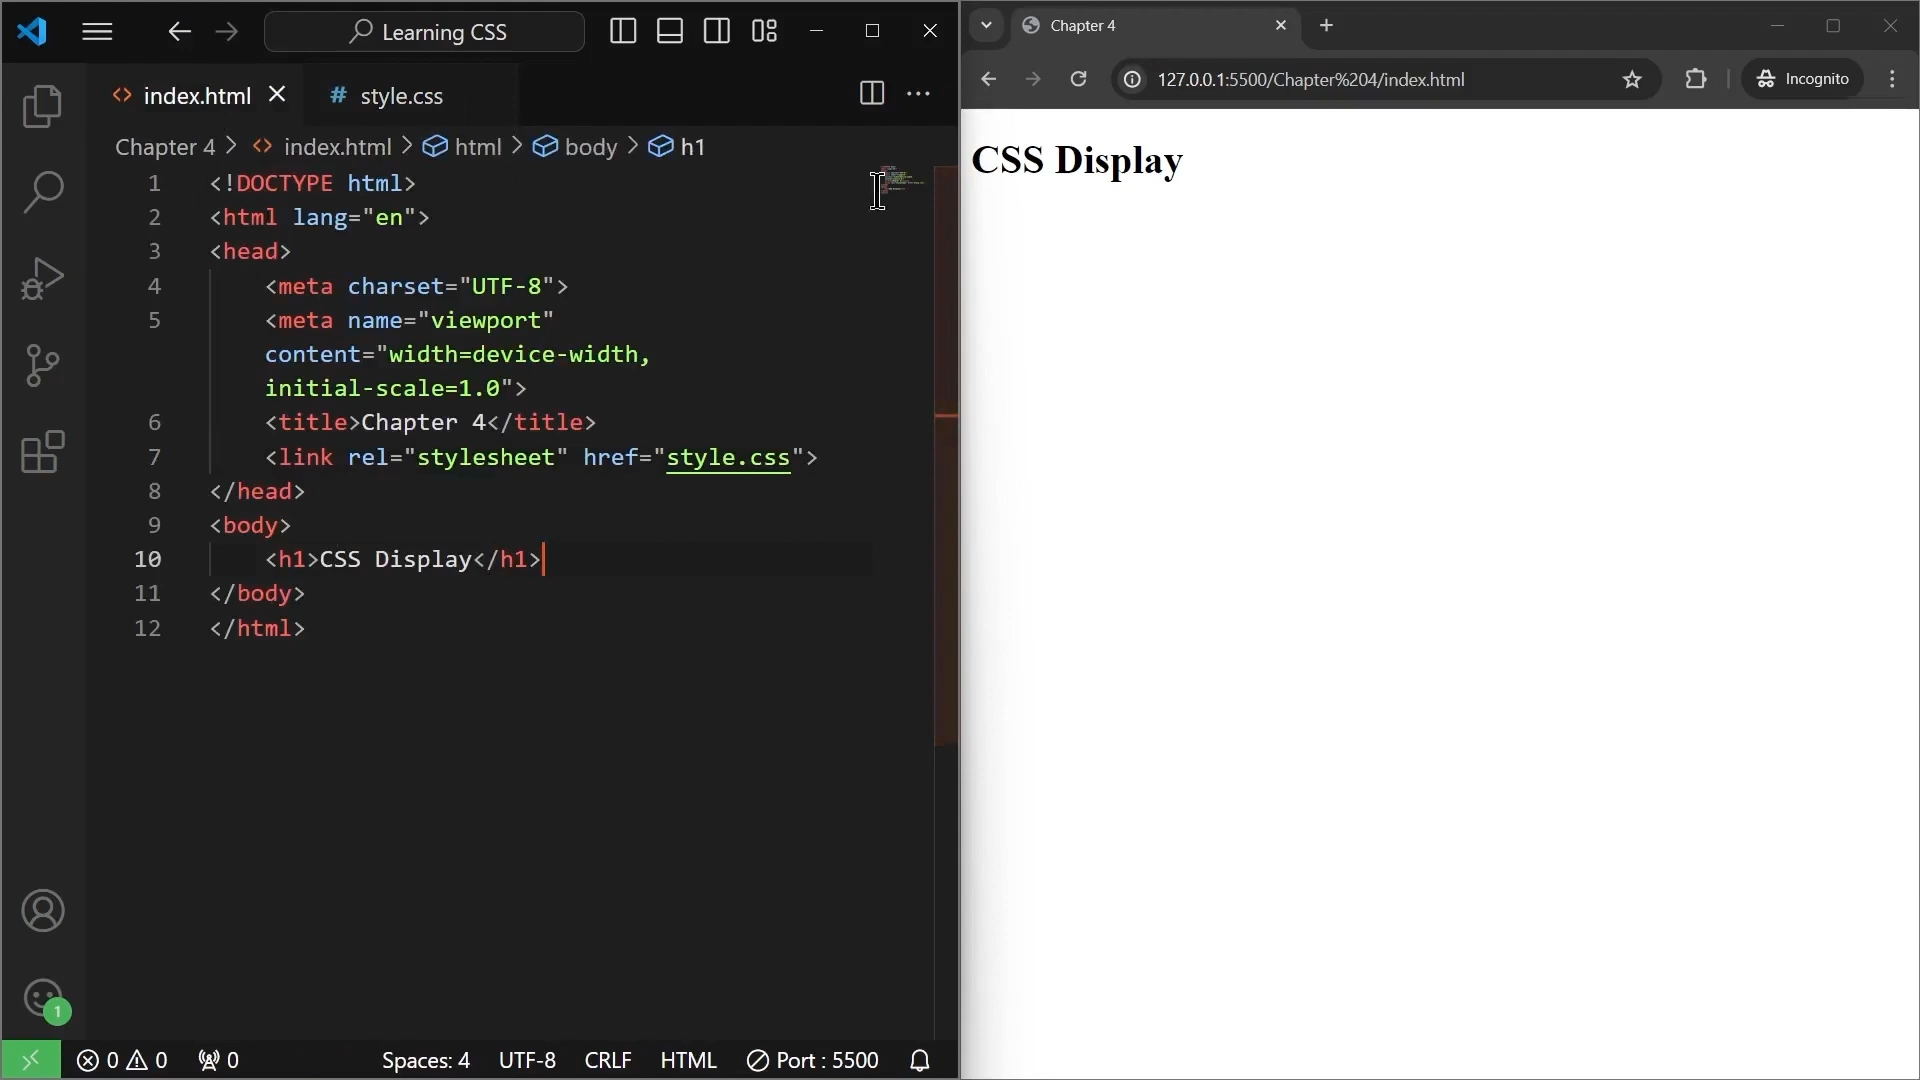 Learning CSS
index.html
# style.css
Chapter 4 > index.html > html > body > h1
1 <!DOCTYPE html>
2 <html lang="en">
3 <head>
4 <meta charset="UTF-8">
5 <meta name="viewport"
content="width=device-width,
initial-scale=1.0">
6 <title>Chapter 4</title>
7 <link rel="stylesheet" href="style.css">
8 </head>
9 <body>
10 <h1>CSS Display</h1>
11 </body>
12 </html>
1
0 0 0 Spaces: 4 UTF-8 CRLF HTML Port : 5500
Chapter 4
127.0.0.1:5500/Chapter%204/index.html
Incognito
CSS Display